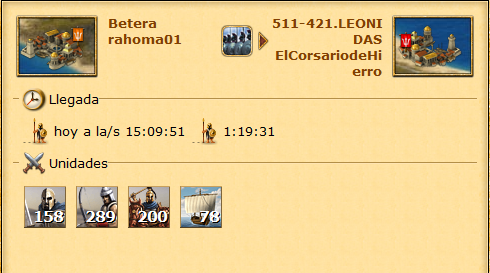 Betera
rahoma01
511-421.LEONI
DAS
ElCorsariodeHi
erro
Llegada
hoy a la/s 15:09:51 1:19:31
Unidades
158 289 200 78